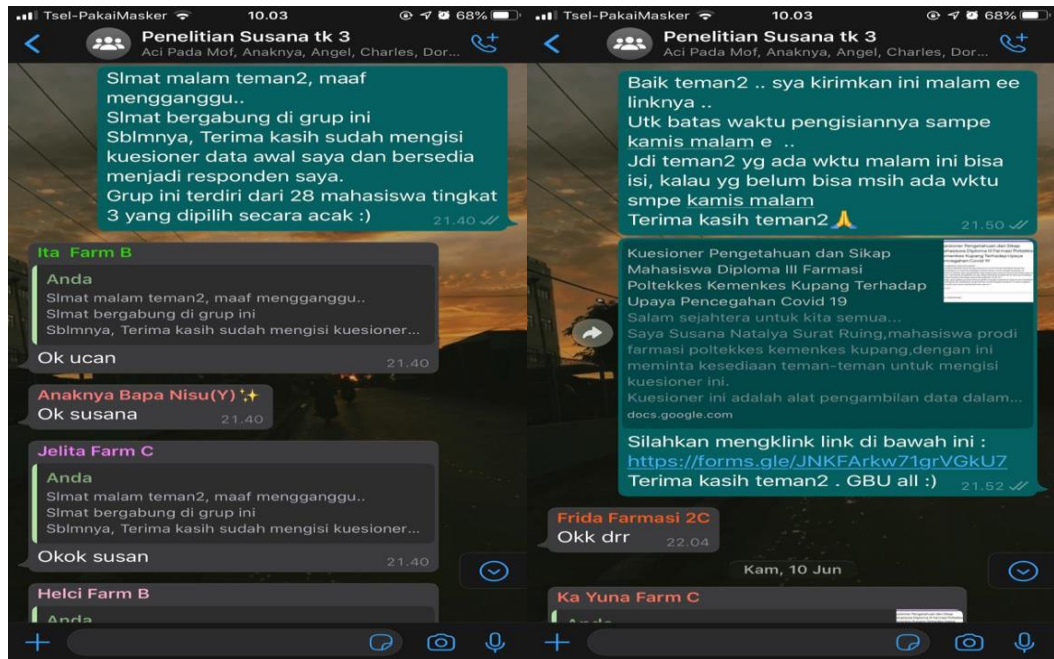 Tsel-PakaiMasker
10.03
68%
Penelitian Susana tk 3
Aci Pada Mof, Anaknya, Angel, Charles, Dor...
Slmat malam teman2, maaf
mengganggu..
Slmat bergabung di grup ini
Sblmnya, Terima kasih sudah mengisi
kuesioner data awal saya dan bersedia
menjadi responden saya.
Grup ini terdiri dari 28 mahasiswa tingkat
3 yang dipilih secara acak :)
21.40
Ita Farm B
Anda
Slmat malam teman2, maaf mengganggu..
Slmat bergabung di grup ini
Sblmnya, Terima kasih sudah mengisi kuesioner...
Ok ucan
21.40
Anaknya Bapa Nisu(Y)✨
Ok susana
21.40
Jelita Farm C
Anda
Slmat malam teman2, maaf mengganggu..
Slmat bergabung di grup ini
Sblmnya, Terima kasih sudah mengisi kuesioner...
Okok susan
21.40
Helci Farm B
Anda
Tsel-PakaiMasker
10.03
68%
Penelitian Susana tk 3
Aci Pada Mof, Anaknya, Angel, Charles, Dor...
Baik teman2 .. sya kirimkan ini malam ee
linknya ..
Utk batas waktu pengisiannya sampe
kamis malam e ..
Jdi teman2 yg ada wktu malam ini bisa
isi, kalau yg belum bisa msih ada wktu
smpe kamis malam
Terima kasih teman2🙏
21.50
Kuesioner Pengetahuan dan Sikap
Mahasiswa Diploma III Farmasi
Poltekkes Kemenkes Kupang Terhadap
Upaya Pencegahan Covid 19
Salam sejahtera untuk kita semua...
Saya Susana Natalya Surat Ruing,mahasiswa prodi
farmasi poltekkes kemenkes kupang,dengan ini
meminta kesediaan teman-teman untuk mengisi
kuesioner ini.
Kuesioner ini adalah alat pengambilan data dalam...
docs.google.com
Silahkan mengklink link di bawah ini :
https://forms.gle/JNKFArkw71grVGkU7
Terima kasih teman2 . GBU all :)
21.52
Frida Farmasi 2C
Okk drr
22.04
Kam, 10 Jun
Ka Yuna Farm C